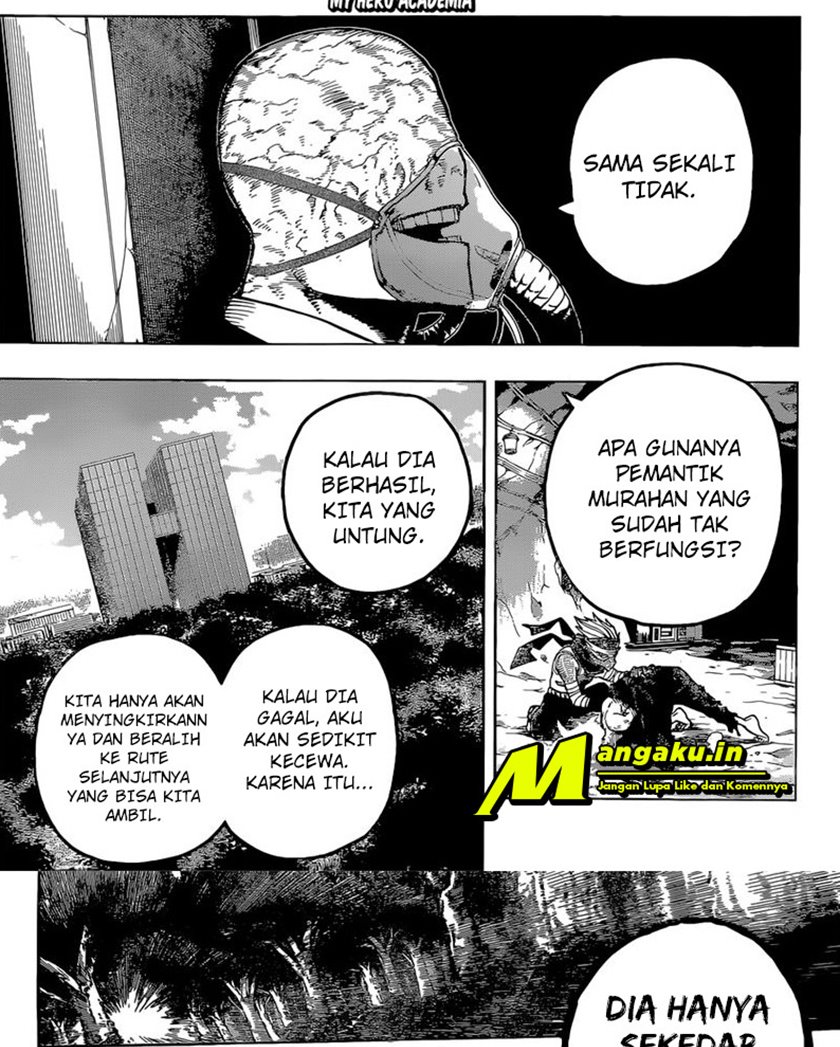 MY HERO ACADEMIA
SAMA SEKALI
TIDAK.
APA GUNANYA
PEMANTIK
MURAHAN YANG
SUDAH TAK
BERFUNGSI?
KALAU DIA
BERHASIL,
KITA YANG
UNTUNG.
KALAU DIA
GAGAL, AKU
AKAN SEDIKIT
KECEWA.
KARENA ITU...
KITA HANYA AKAN
MENYINGKIRKANN
YA DAN BERALIH
KE RUTE
SELANJUTNYA
YANG BISA KITA
AMBIL.
Mangaku.in
Jangan Lupa Like dan Komennya
DIA HANYA
SEKEDAR